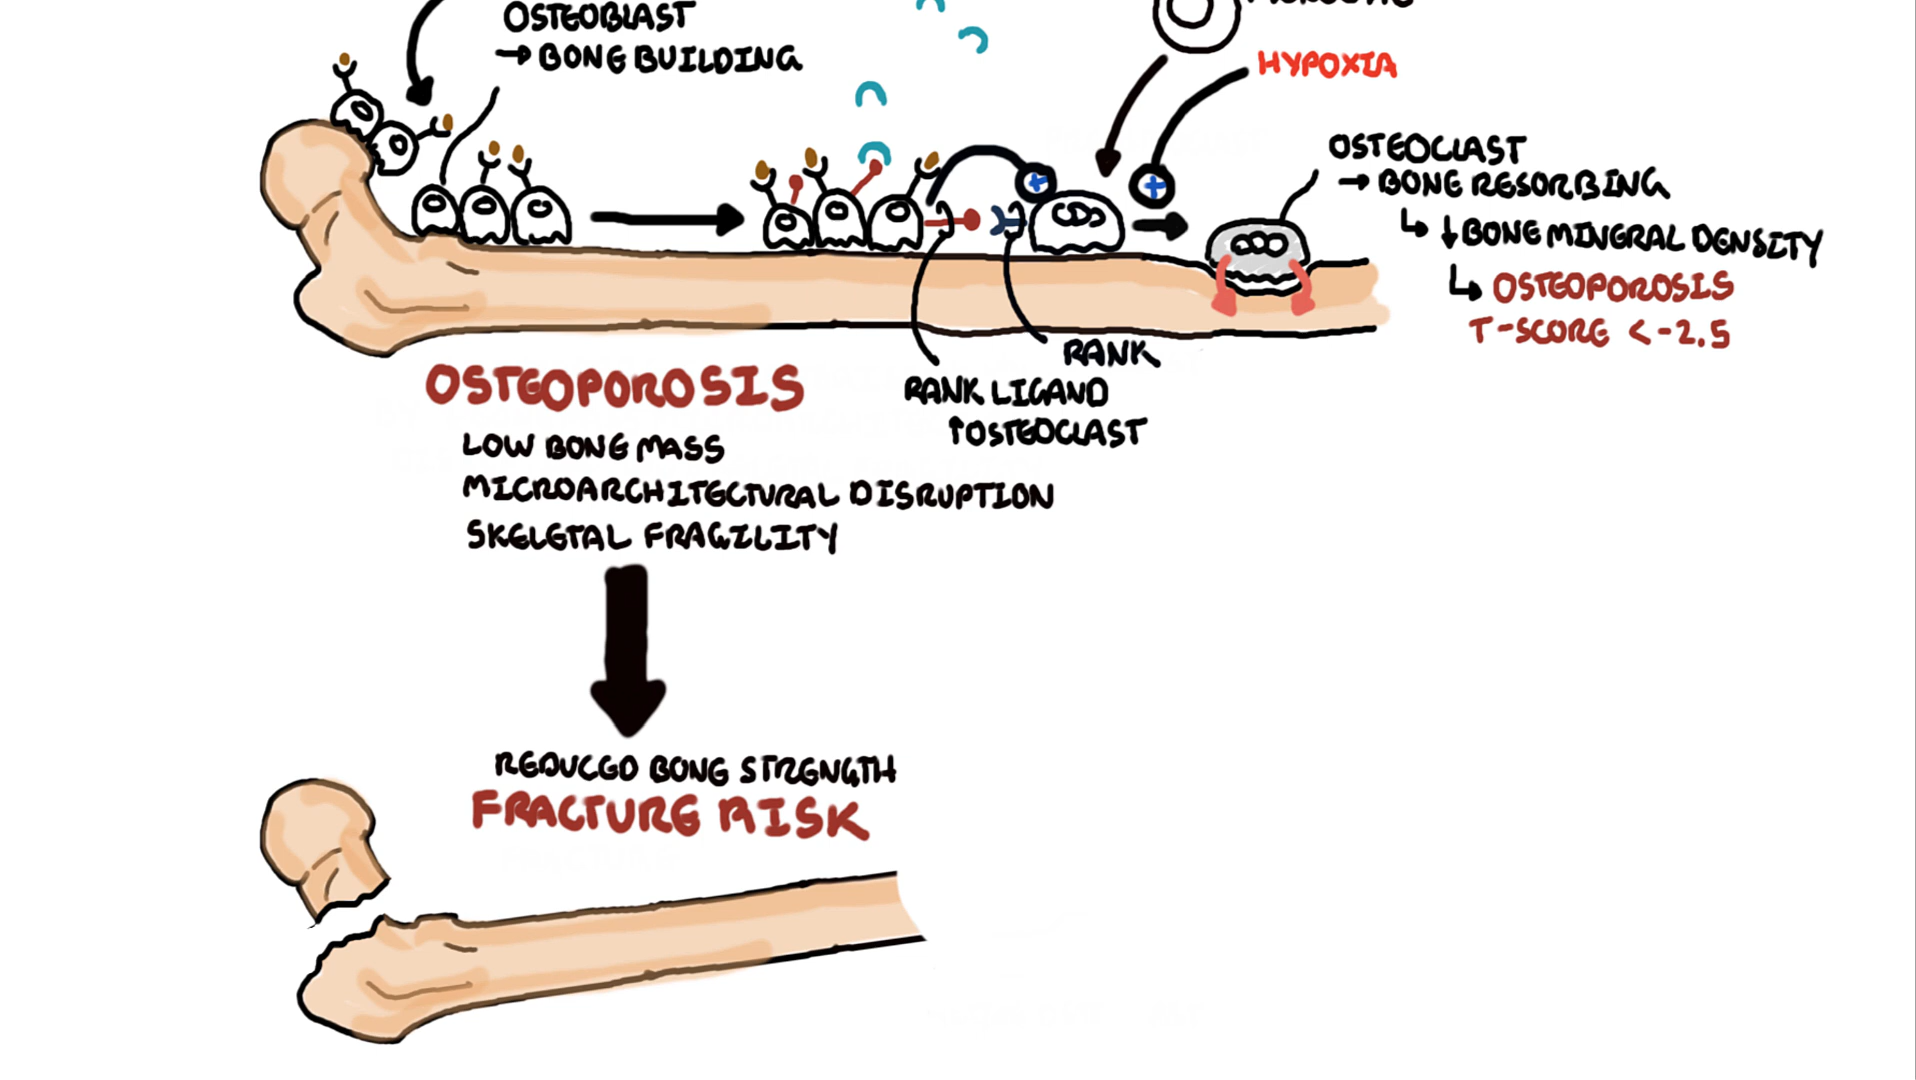 OSTEOBLAST
→ BONE BUILDING
HYPOXIA
OSTEOCLAST
→ BONE RESORBING
↳ ↓ BONE MINERAL DENSITY
↳ OSTEOPOROSIS
T-SCORE < -2.5
RANK
RANK LIGAND
↑OSTEOCLAST
OSTEOPOROSIS
LOW BONE MASS
MICROARCHITECTURAL DISRUPTION
SKELETAL FRAGILITY
REDUCED BONE STRENGTH
FRACTURE RISK